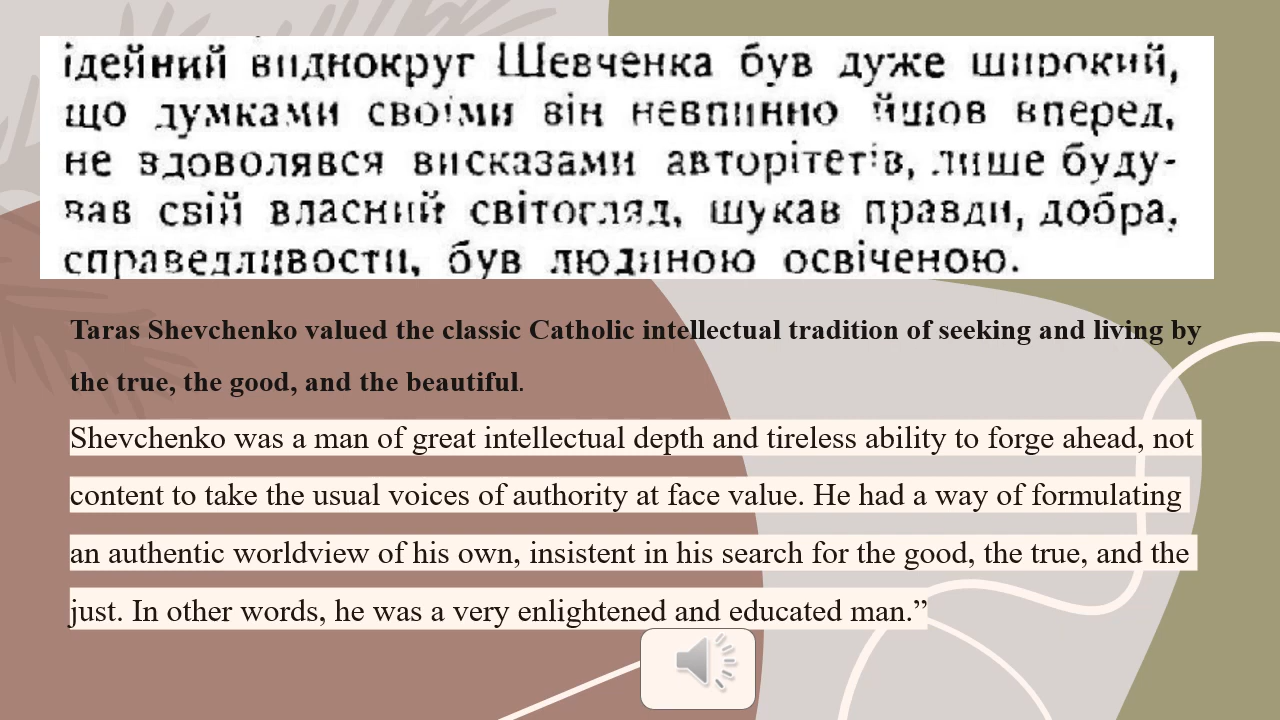 ідейний виднокруг Шевченка був дуже широкий,
що думками своїми він невпинно йшов вперед,
не здоволявся висказами авторітетів, лише буду-
вав свій власний світогляд, шукав правди, добра,
справедливости, був людиною освіченою.
Taras Shevchenko valued the classic Catholic intellectual tradition of seeking and living by
the true, the good, and the beautiful.
Shevchenko was a man of great intellectual depth and tireless ability to forge ahead, not
content to take the usual voices of authority at face value. He had a way of formulating
an authentic worldview of his own, insistent in his search for the good, the true, and the
just. In other words, he was a very enlightened and educated man.”